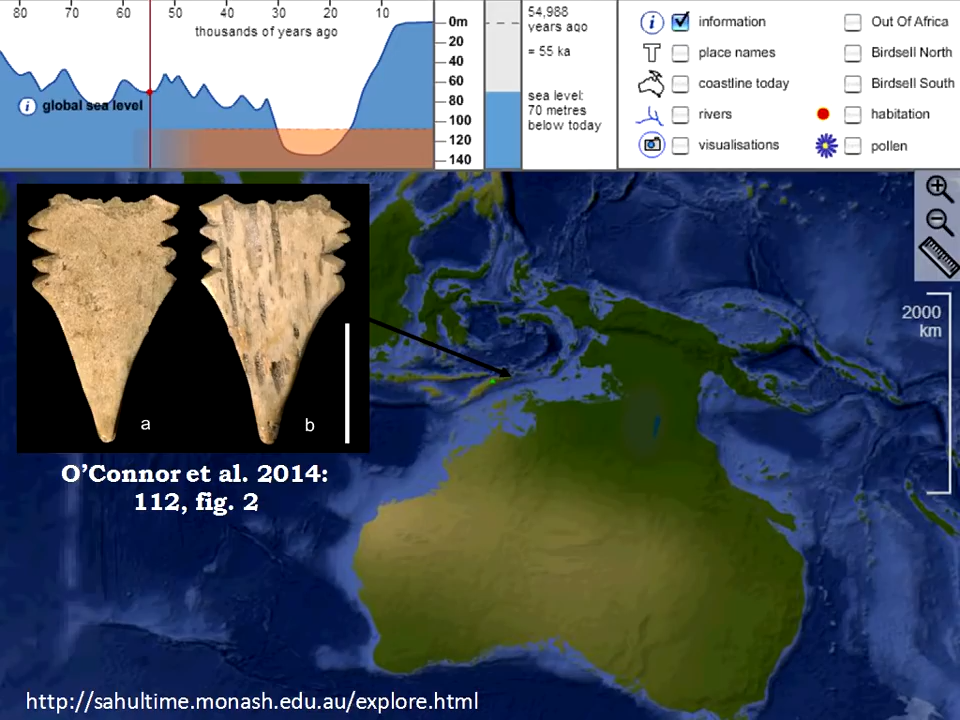 80 70 60 50 40 30 20 10
thousands of years ago
i global sea level
0m
20
40
60
80
100
120
140
54,988
years ago
= 55 ka
sea level:
70 metres
below today
i information
T place names
coastline today
rivers
visualisations
Out Of Africa
Birdsell North
Birdsell South
habitation
pollen
2000
km
a b
O'Connor et al. 2014:
112, fig. 2
http://sahultime.monash.edu.au/explore.html